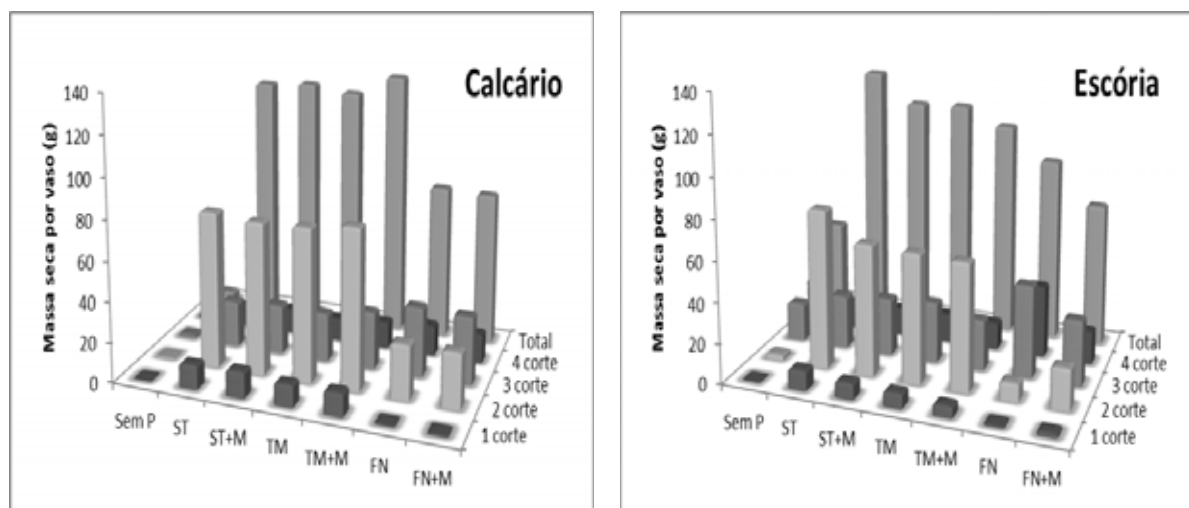 Calcário
Massa seca por vaso (g)
140
120
100
80
60
40
20
0
Sem P
ST
ST+M
TM
TM+M
FN
FN+M
Total
4 corte
3 corte
2 corte
1 corte
Escória
Massa seca por vaso (g)
140
120
100
80
60
40
20
0
Sem P
ST
ST+M
TM
TM+M
FN
FN+M
Total
4 corte
3 corte
2 corte
1 corte